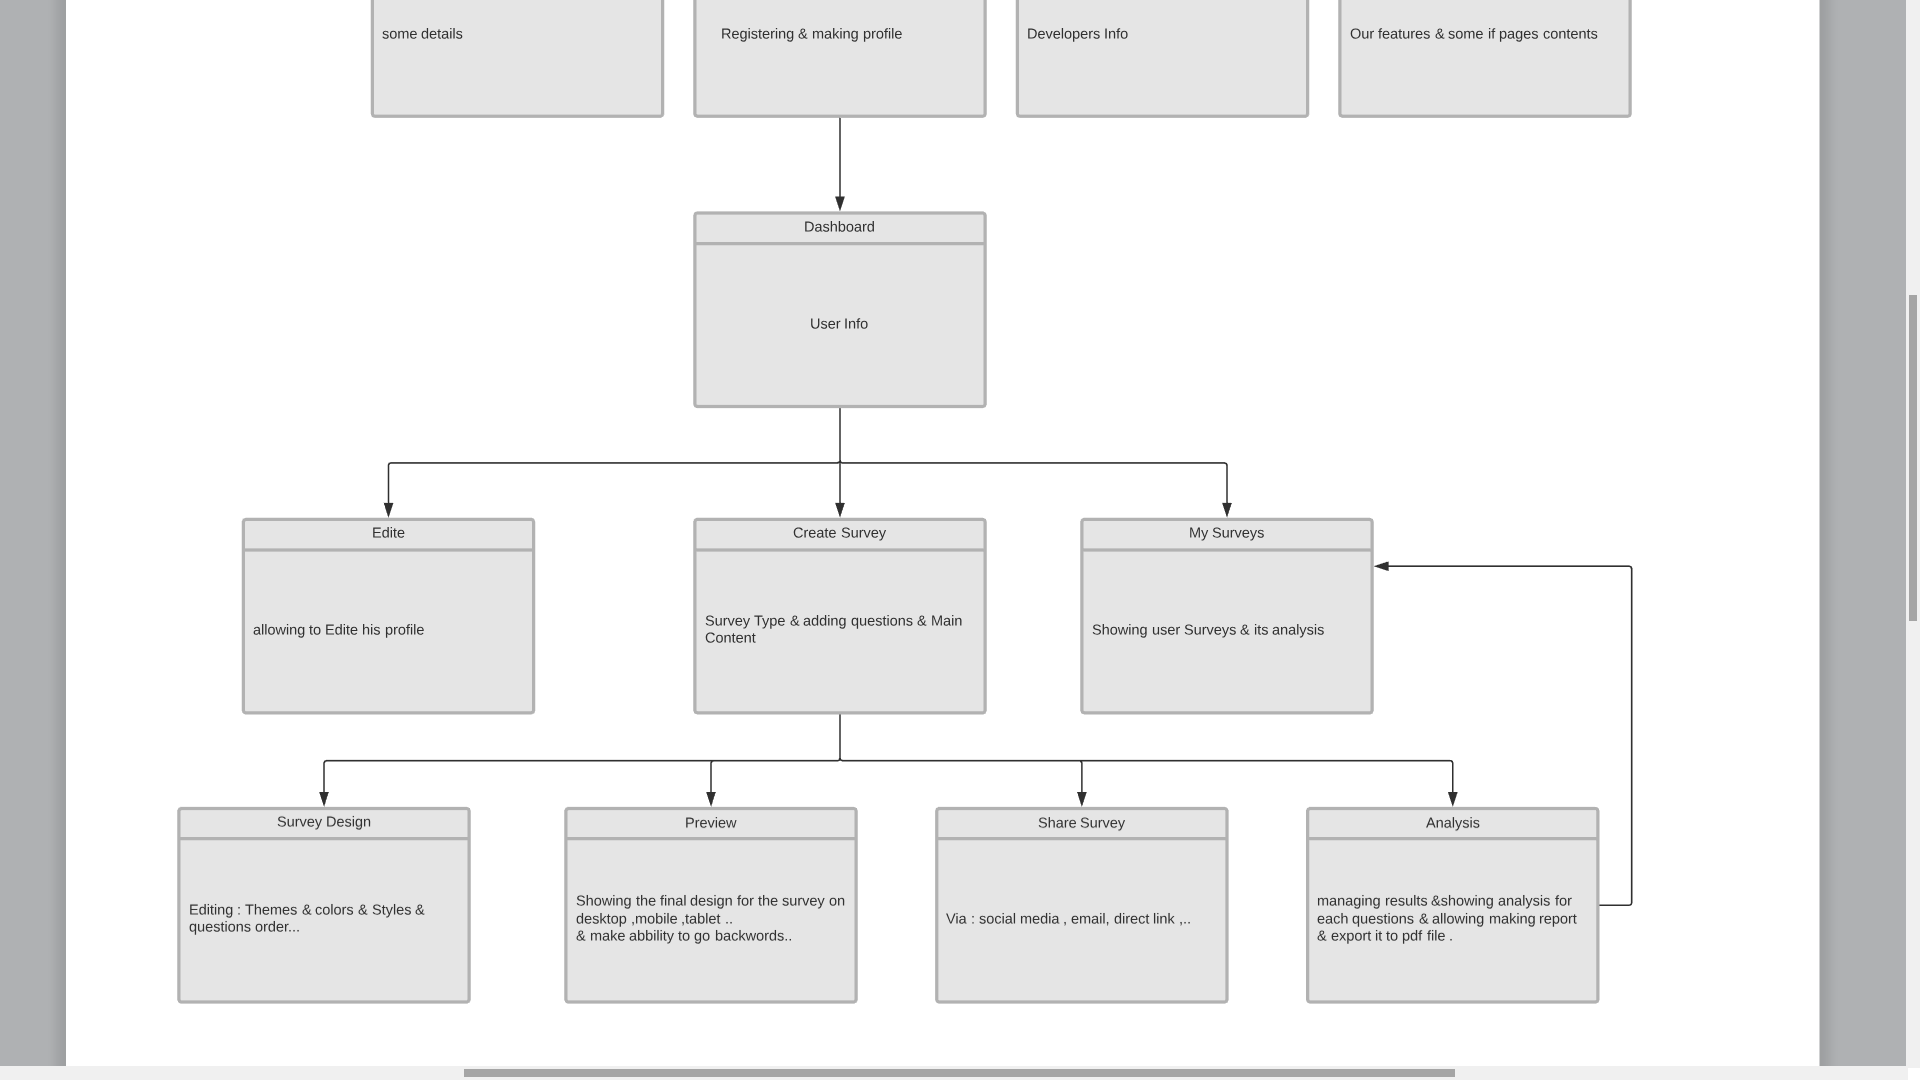 some details
Registering & making profile
Developers Info
Our features & some if pages contents
Dashboard
User Info
Edite
allowing to Edite his profile
Create Survey
Survey Type & adding questions & Main
Content
My Surveys
Showing user Surveys & its analysis
Survey Design
Editing : Themes & colors & Styles &
questions order...
Preview
Showing the final design for the survey on
desktop ,mobile ,tablet ..
& make abbility to go backwords..
Share Survey
Via : social media , email, direct link ,..
Analysis
managing results &showing analysis for
each questions & allowing making report
& export it to pdf file .